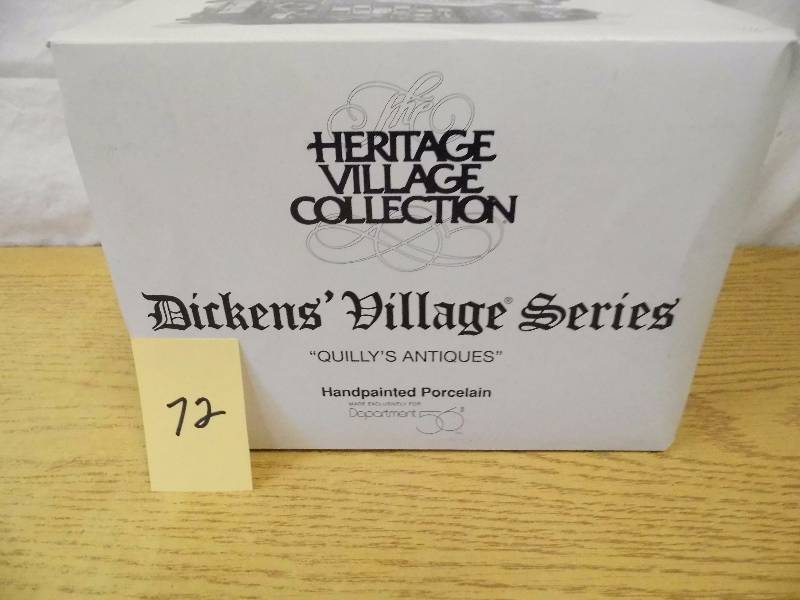 The
HERITAGE
VILLAGE
COLLECTION
Dickens' Village® Series
"QUILLY'S ANTIQUES"
Handpainted Porcelain
MADE EXCLUSIVELY FOR
Department 56®
72